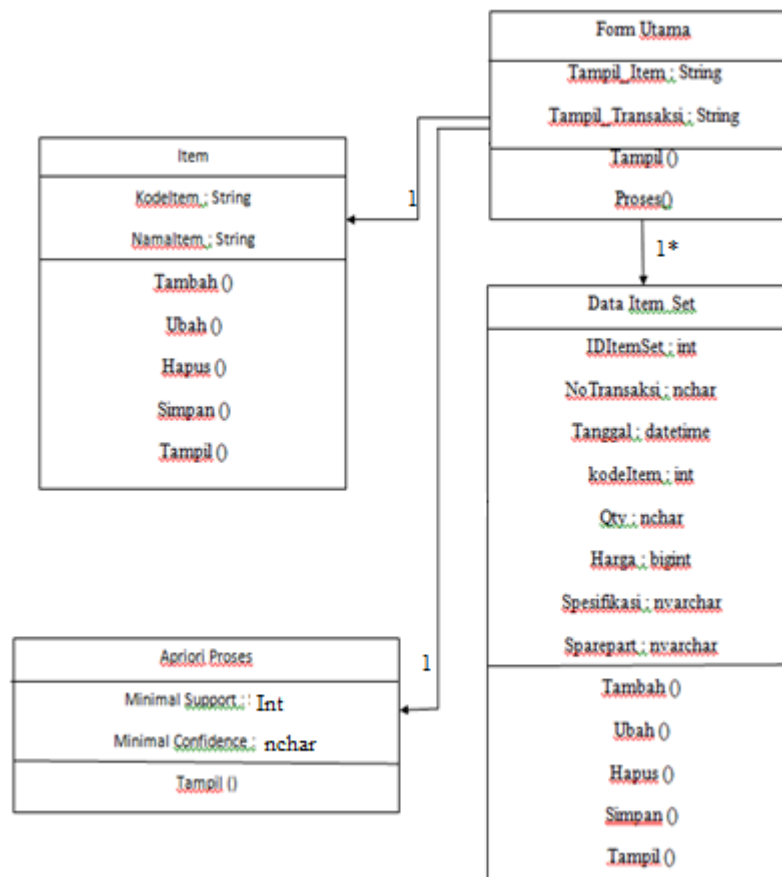 Form Utama
Tampil_Item : String
Tampil_Transaksi : String
Tampil ()
Proses()
Item
KodeItem : String
NamaItem : String
Tambah ()
Ubah ()
Hapus ()
Simpan ()
Tampil ()
1
1*
Data Item Set
IDItemSet : int
NoTransaksi : nchar
Tanggal : datetime
kodeItem : int
Qty : nchar
Harga : bigint
Spesifikasi : nvarchar
Sparepart : nvarchar
Tambah ()
Ubah ()
Hapus ()
Simpan ()
Tampil ()
1
Apriori Proses
Minimal Support : Int
Minimal Confidence : nchar
Tampil ()